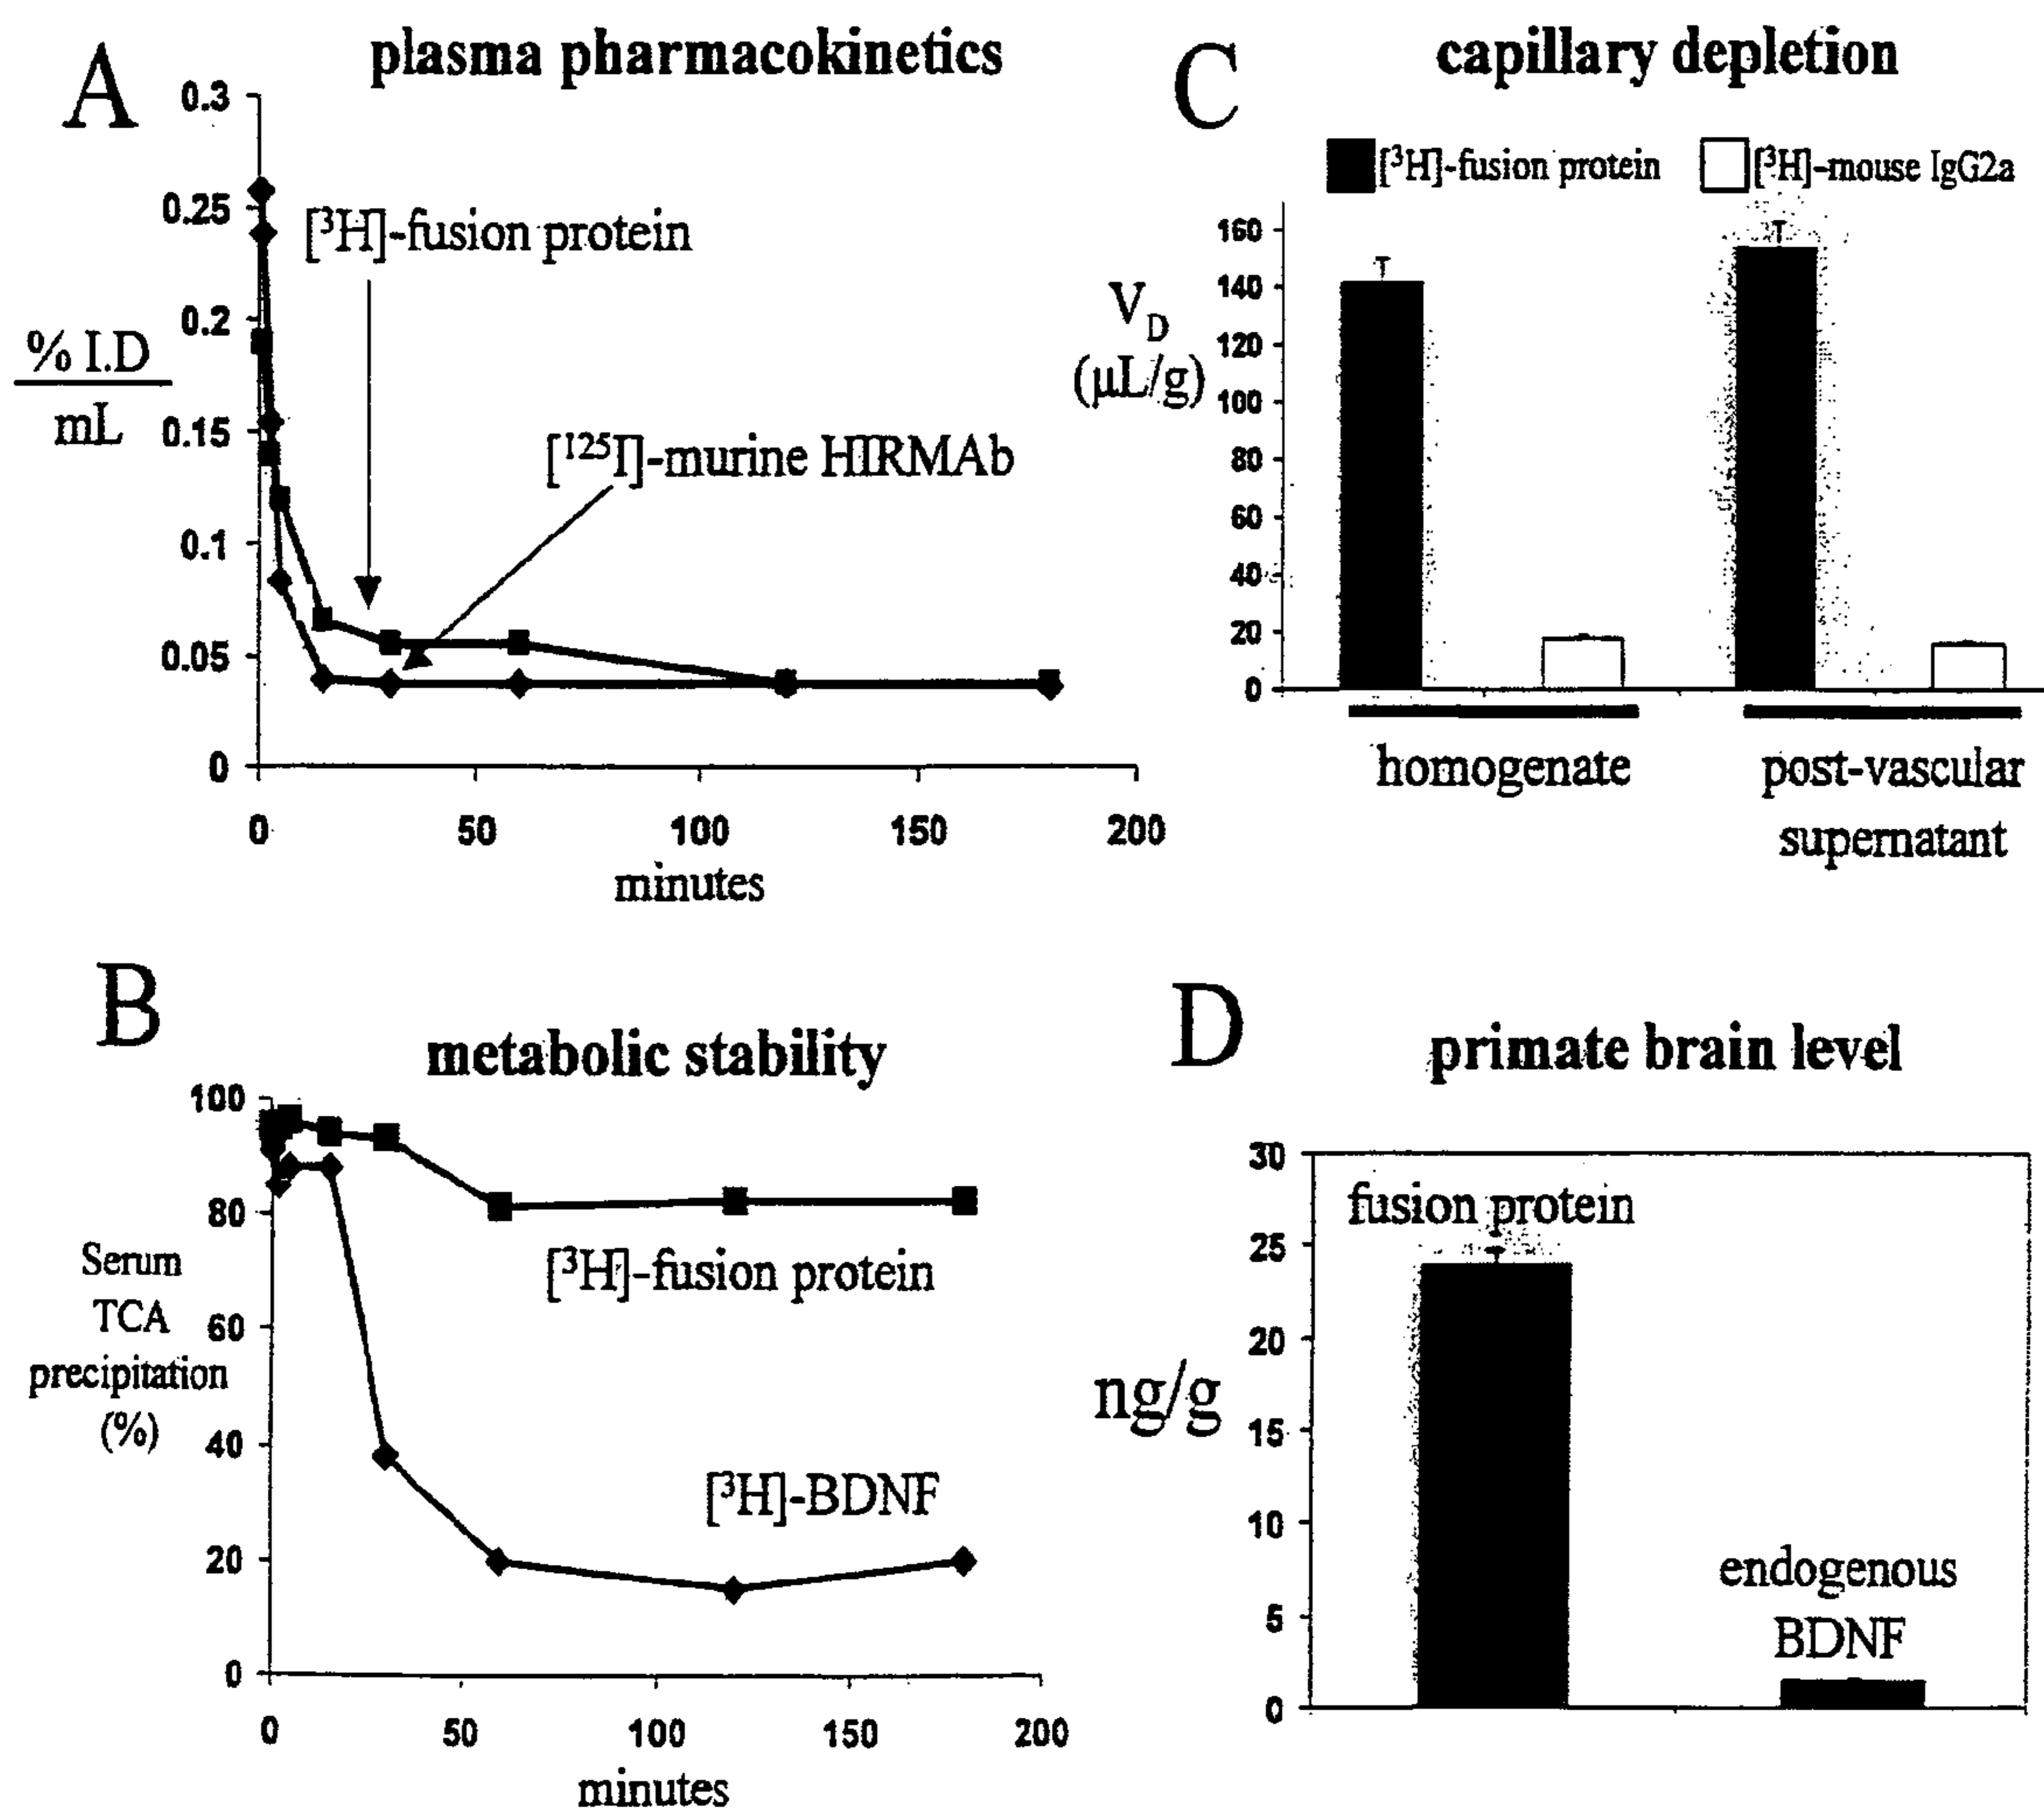 A
plasma pharmacokinetics
0.3
0.25
0.2
0.15
0.1
0.05
0
% I.D
mL
[³H]-fusion protein
[¹²⁵I]-murine HIRMAb
0 50 100 150 200
minutes
B
metabolic stability
100
80
60
40
20
0
Serum
TCA
precipitation
(%)
[³H]-fusion protein
[³H]-BDNF
0 50 100 150 200
minutes
C
capillary depletion
[³H]-fusion protein [³H]-mouse IgG2a
V_D
(μL/g)
160
140
120
100
80
60
40
20
0
homogenate
post-vascular
supernatant
D
primate brain level
30
25
20
15
10
5
0
ng/g
fusion protein
endogenous
BDNF